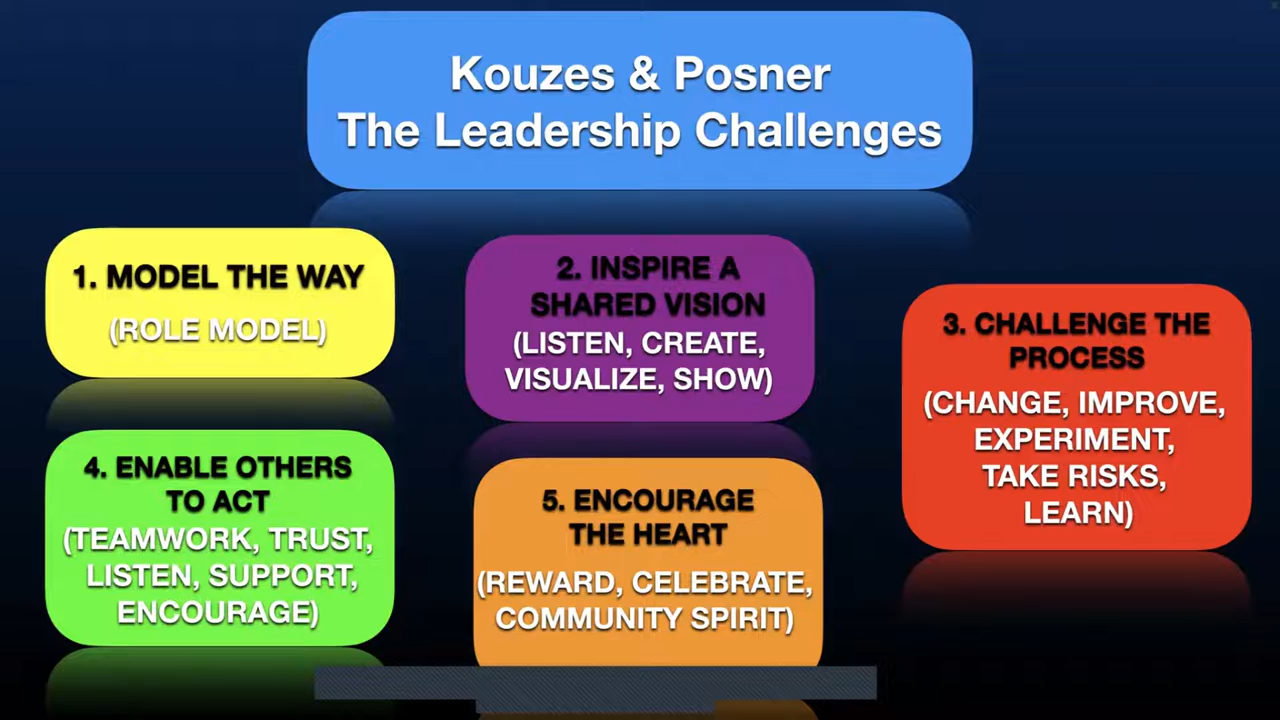 Kouzes & Posner
The Leadership Challenges
1. MODEL THE WAY
(ROLE MODEL)
2. INSPIRE A
SHARED VISION
(LISTEN, CREATE,
VISUALIZE, SHOW)
3. CHALLENGE THE
PROCESS
(CHANGE, IMPROVE,
EXPERIMENT,
TAKE RISKS,
LEARN)
4. ENABLE OTHERS
TO ACT
(TEAMWORK, TRUST,
LISTEN, SUPPORT,
ENCOURAGE)
5. ENCOURAGE
THE HEART
(REWARD, CELEBRATE,
COMMUNITY SPIRIT)